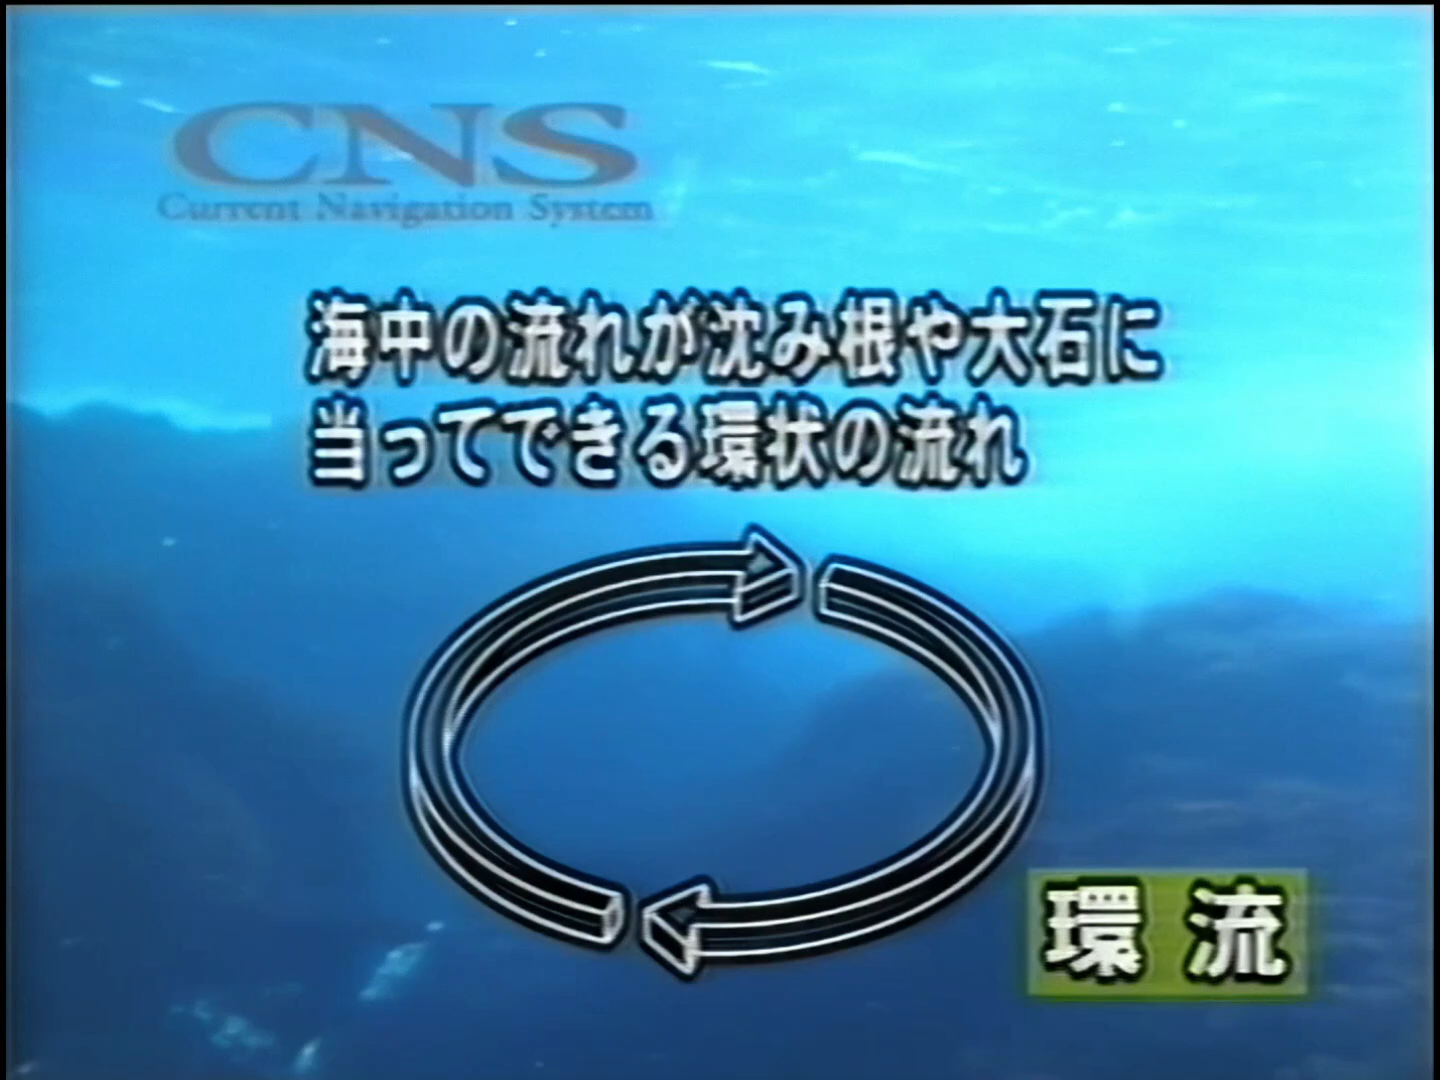 CNS
Current Navigation System
海中の流れが沈み根や大石に
当ってできる環状の流れ
環流